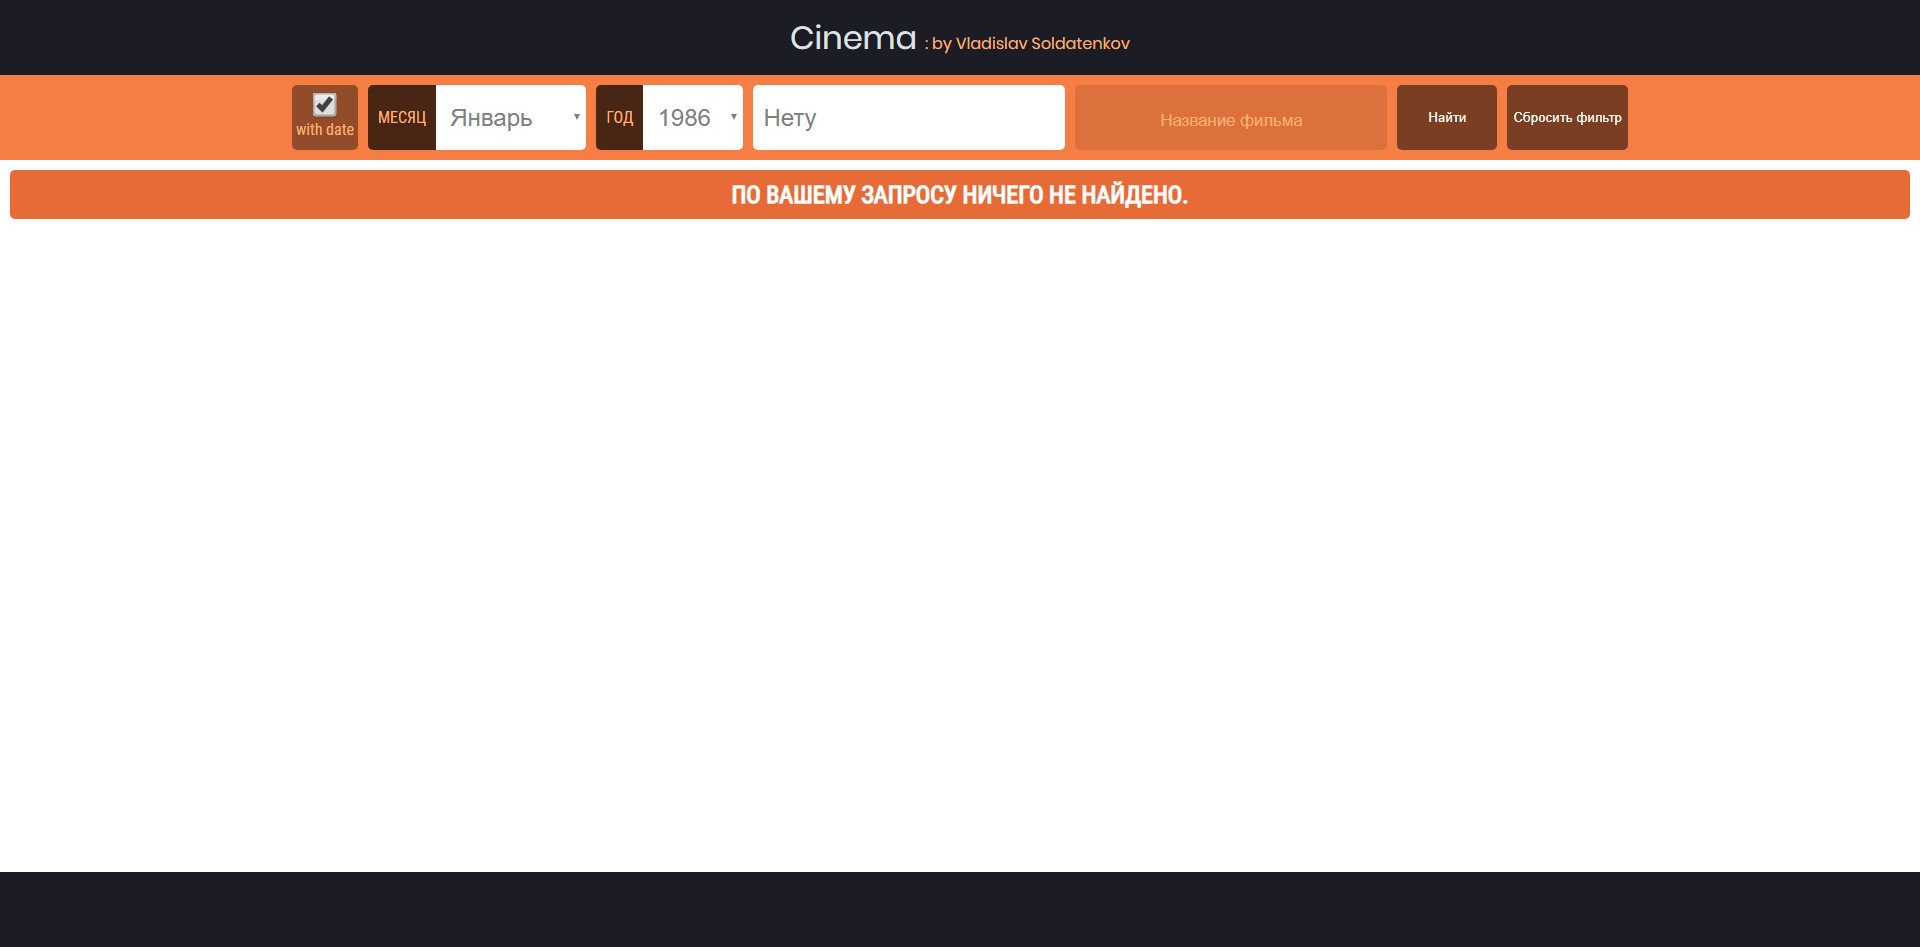 Cinema : by Vladislav Soldatenkov
with date
МЕСЯЦ Январь ГОД 1986 Нету Название фильма Найти Сбросить фильтр
ПО ВАШЕМУ ЗАПРОСУ НИЧЕГО НЕ НАЙДЕНО.